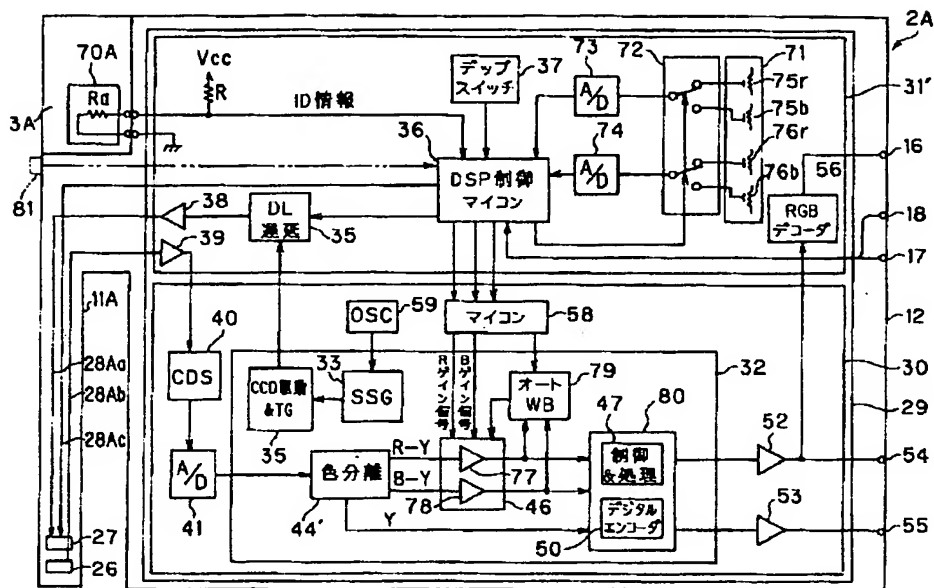 2A
70A
Vcc
3A
Ra
R
ID情報
デップ
スイッチ
37
73
A/D
72
71
75r
75b
31′
36
74
A/D
76r
76b
56
16
81
DSP制御
マイコン
RGB
デコーダ
18
17
38
DL
遅延
35
39
11A
40
CDS
OSC
59
マイコン
58
12
28Aa
28Ab
28Ac
CCD駆動
&TG
35
33
SSG
Rゲイン信号
Bゲイン信号
オート
WB
79
32
30
29
80
47
制御
&処理
52
54
A/D
41
色分離
44′
R-Y
B-Y
Y
77
78
46
50
デジタル
エンコーダ
53
55
27
26